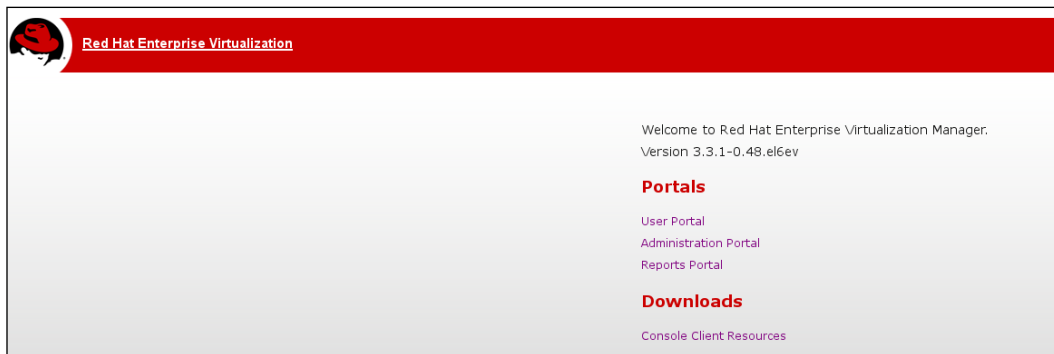 Red Hat Enterprise Virtualization
Welcome to Red Hat Enterprise Virtualization Manager.
Version 3.3.1-0.48.el6ev
Portals
User Portal
Administration Portal
Reports Portal
Downloads
Console Client Resources